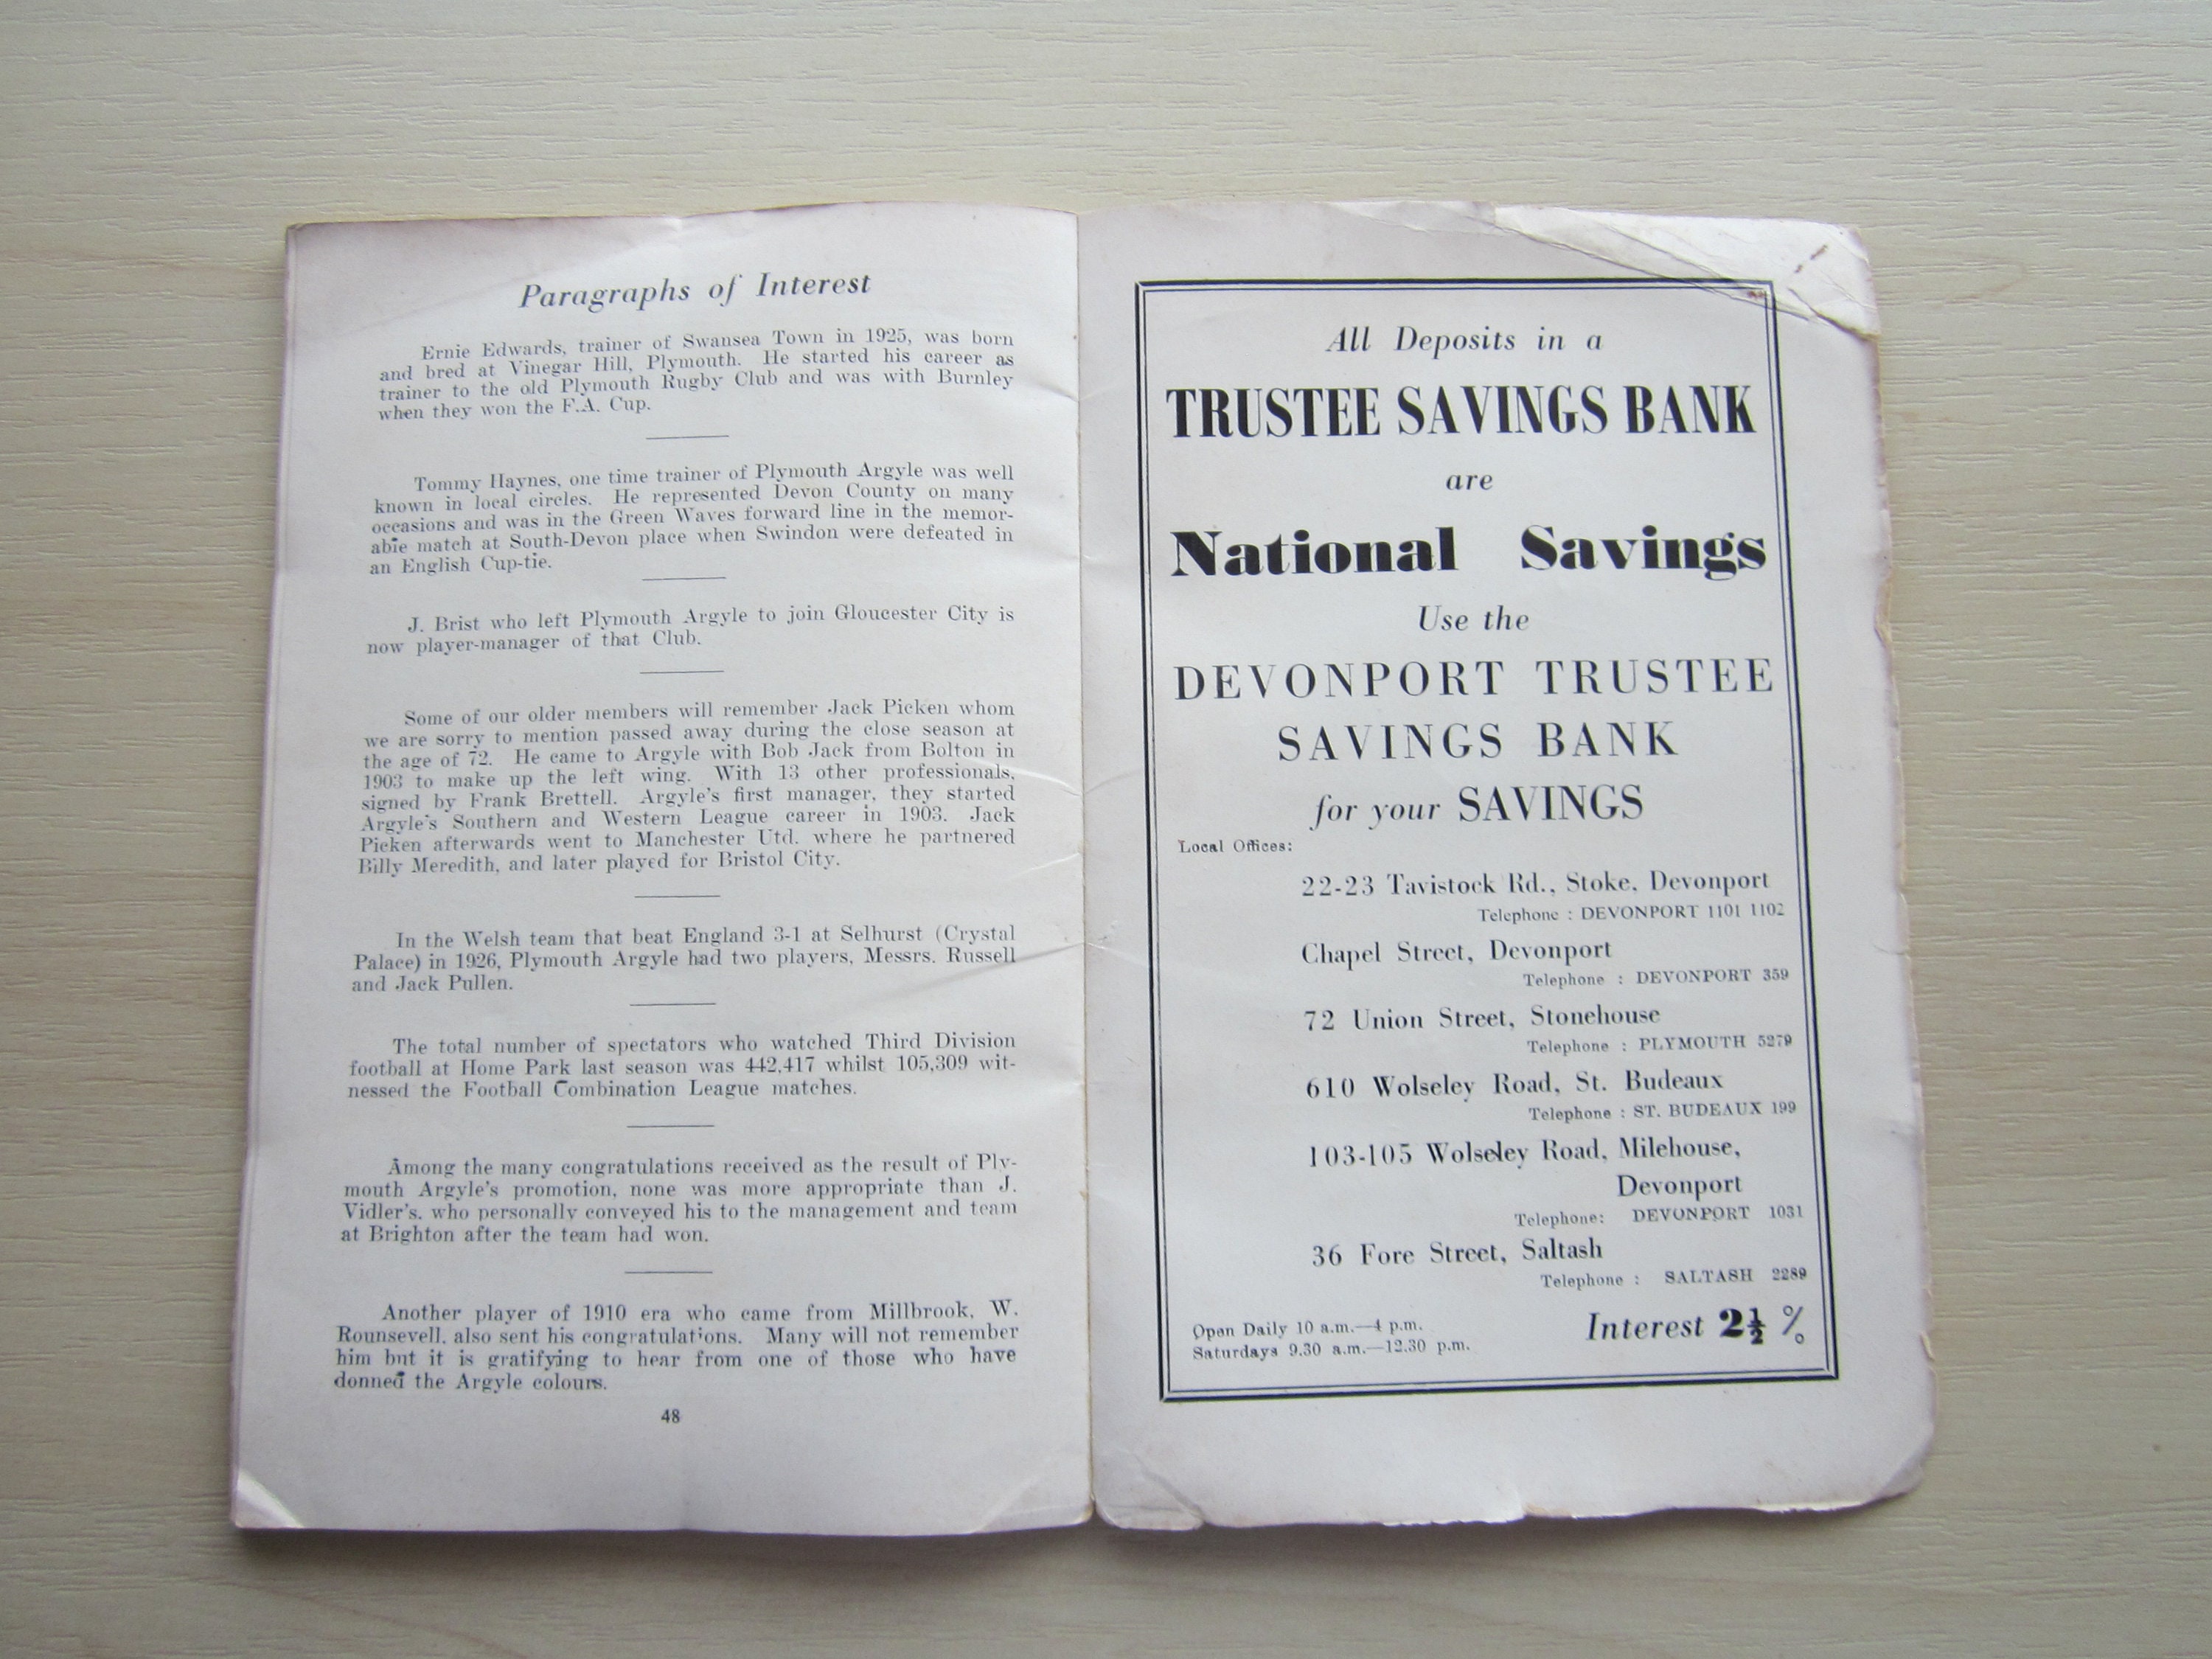 Paragraphs of Interest
Ernie Edwards, trainer of Swansea Town in 1925, was born
and bred at Vinegar Hill, Plymouth. He started his career as
trainer to the old Plymouth Rugby Club and was with Burnley
when they won the F.A. Cup.
Tommy Haynes, one time trainer of Plymouth Argyle was well
known in local circles. He represented Devon County on many
occasions and was in the Green Waves forward line in the memor-
able match at South-Devon place when Swindon were defeated in
an English Cup-tie.
J. Brist who left Plymouth Argyle to join Gloucester City is
now player-manager of that Club.
Some of our older members will remember Jack Picken whom
we are sorry to mention passed away during the close season at
the age of 72. He came to Argyle with Bob Jack from Bolton in
1903 to make up the left wing. With 13 other professionals,
signed by Frank Brettell. Argyle's first manager, they started
Argyle's Southern and Western League career in 1903. Jack
Picken afterwards went to Manchester Utd. where he partnered
Billy Meredith, and later played for Bristol City.
In the Welsh team that beat England 3-1 at Selhurst (Crystal
Palace) in 1926, Plymouth Argyle had two players, Messrs. Russell
and Jack Pullen.
The total number of spectators who watched Third Division
football at Home Park last season was 442,417 whilst 105,309 wit-
nessed the Football Combination League matches.
Among the many congratulations received as the result of Ply-
mouth Argyle's promotion, none was more appropriate than J.
Vidler's. who personally conveyed his to the management and team
at Brighton after the team had won.
Another player of 1910 era who came from Millbrook, W.
Rounsevell. also sent his congratulations. Many will not remember
him but it is gratifying to hear from one of those who have
donned the Argyle colours.
48
All Deposits in a
TRUSTEE SAVINGS BANK
are
National Savings
Use the
DEVONPORT TRUSTEE
SAVINGS BANK
for your SAVINGS
Local Offices:
22-23 Tavistock Rd., Stoke, Devonport
Telephone : DEVONPORT 1101 1102
Chapel Street, Devonport
Telephone : DEVONPORT 359
72 Union Street, Stonehouse
Telephone : PLYMOUTH 5279
610 Wolseley Road, St. Budeaux
Telephone : ST. BUDEAUX 199
103-105 Wolseley Road, Milehouse,
Devonport
Telephone: DEVONPORT 1031
36 Fore Street, Saltash
Telephone : SALTASH 2289
Open Daily 10 a.m.—4 p.m.
Saturdays 9.30 a.m.—12.30 p.m.
Interest 2½ %